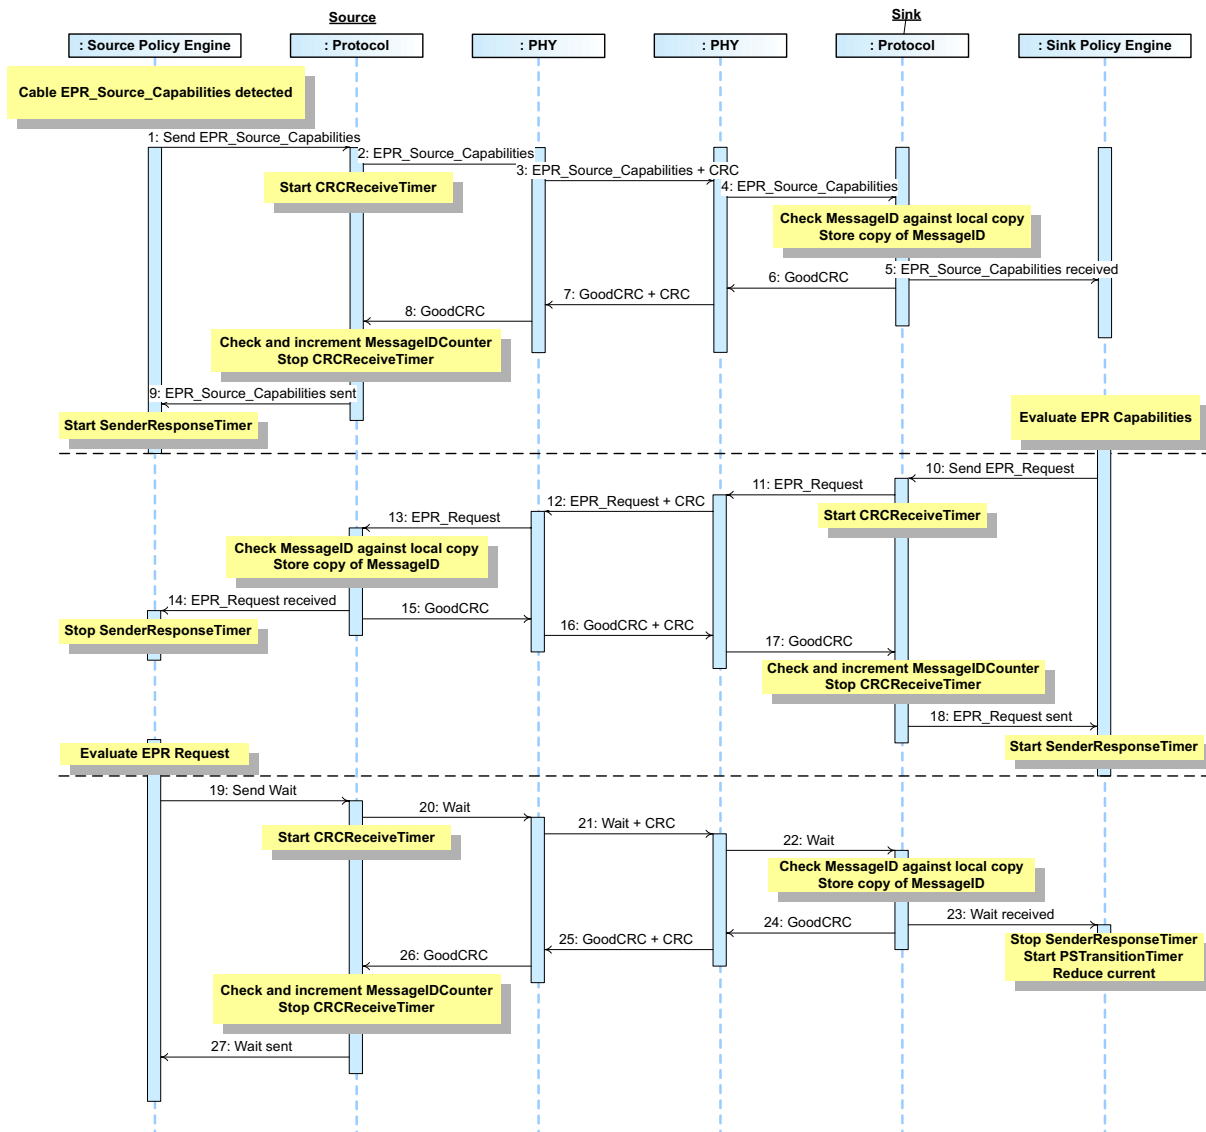 Source
Sink
: Source Policy Engine
: Protocol
: PHY
: PHY
: Protocol
: Sink Policy Engine
Cable EPR_Source_Capabilities detected
1: Send EPR_Source_Capabilities
2: EPR_Source_Capabilities
3: EPR_Source_Capabilities + CRC
Start CRCReceiveTimer
4: EPR_Source_Capabilities
Check MessageID against local copy
Store copy of MessageID
5: EPR_Source_Capabilities received
6: GoodCRC
7: GoodCRC + CRC
8: GoodCRC
Check and increment MessageIDCounter
Stop CRCReceiveTimer
9: EPR_Source_Capabilities sent
Start SenderResponseTimer
Evaluate EPR Capabilities
10: Send EPR_Request
11: EPR_Request
12: EPR_Request + CRC
Start CRCReceiveTimer
13: EPR_Request
Check MessageID against local copy
Store copy of MessageID
14: EPR_Request received
15: GoodCRC
Stop SenderResponseTimer
16: GoodCRC + CRC
17: GoodCRC
Check and increment MessageIDCounter
Stop CRCReceiveTimer
18: EPR_Request sent
Evaluate EPR Request
Start SenderResponseTimer
19: Send Wait
20: Wait
21: Wait + CRC
Start CRCReceiveTimer
22: Wait
Check MessageID against local copy
Store copy of MessageID
23: Wait received
24: GoodCRC
25: GoodCRC + CRC
26: GoodCRC
Stop SenderResponseTimer
Start PSTransitionTimer
Reduce current
Check and increment MessageIDCounter
Stop CRCReceiveTimer
27: Wait sent